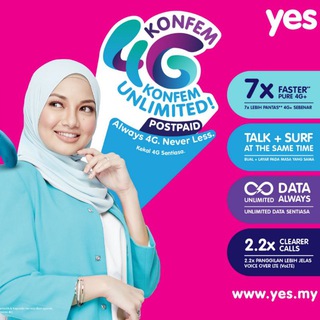 yes
KONFEM
4G
KONFEM
UNLIMITED!
POSTPAID
Always 4G. Never Less.
Kekal 4G Sentiasa.
7x FASTER**
PURE 4G+
7x LEBIH PANTAS** 4G+ SEBENAR
TALK + SURF
AT THE SAME TIME
BUAL + LAYAR PADA MASA YANG SAMA
UNLIMITED DATA
ALWAYS
UNLIMITED DATA SENTIASA
2.2x CLEARER
CALLS
2.2x PANGGILAN LEBIH JELAS
VOICE OVER LTE (VoLTE)
www.yes.my